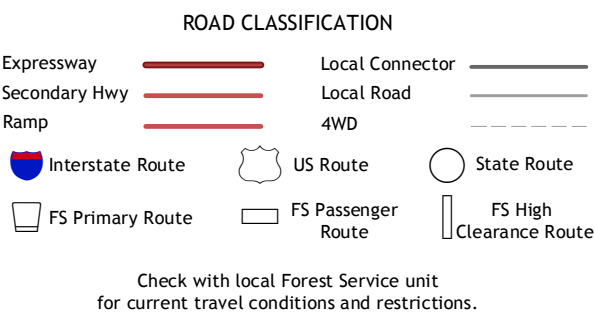 ROAD CLASSIFICATION
Expressway
Local Connector
Secondary Hwy
Local Road
Ramp
4WD
Interstate Route
US Route
State Route
FS Primary Route
FS Passenger
Route
FS High
Clearance Route
Check with local Forest Service unit
for current travel conditions and restrictions.